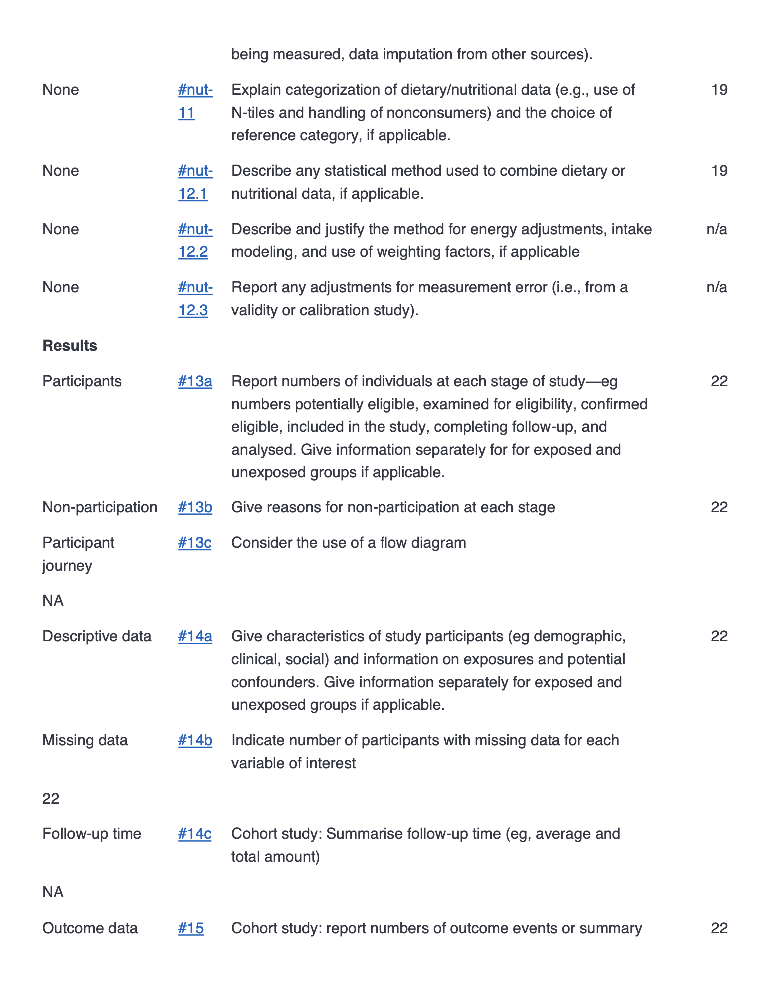 being measured, data imputation from other sources).
None #nut- Explain categorization of dietary/nutritional data (e.g., use of 19
11 N-tiles and handling of nonconsumers) and the choice of
reference category, if applicable.
None #nut- Describe any statistical method used to combine dietary or 19
12.1 nutritional data, if applicable.
None #nut- Describe and justify the method for energy adjustments, intake n/a
12.2 modeling, and use of weighting factors, if applicable
None #nut- Report any adjustments for measurement error (i.e., from a n/a
12.3 validity or calibration study).
Results
Participants #13a Report numbers of individuals at each stage of study—eg 22
numbers potentially eligible, examined for eligibility, confirmed
eligible, included in the study, completing follow-up, and
analysed. Give information separately for for exposed and
unexposed groups if applicable.
Non-participation #13b Give reasons for non-participation at each stage 22
Participant #13c Consider the use of a flow diagram
journey
NA
Descriptive data #14a Give characteristics of study participants (eg demographic, 22
clinical, social) and information on exposures and potential
confounders. Give information separately for exposed and
unexposed groups if applicable.
Missing data #14b Indicate number of participants with missing data for each
variable of interest
22
Follow-up time #14c Cohort study: Summarise follow-up time (eg, average and
total amount)
NA
Outcome data #15 Cohort study: report numbers of outcome events or summary 22